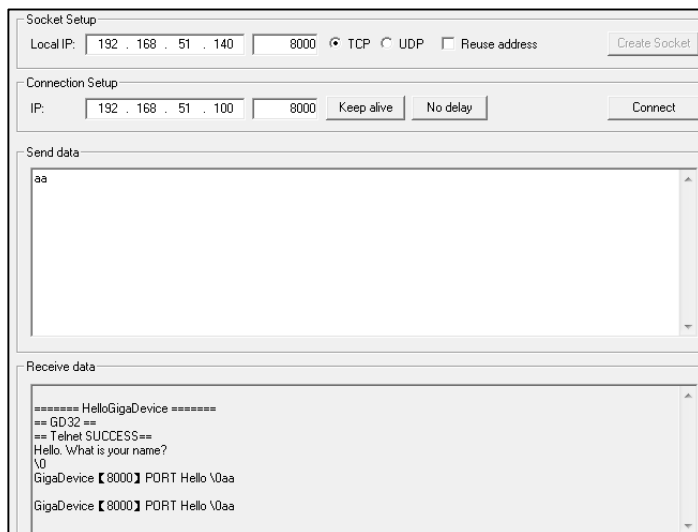 Socket Setup
Local IP: 192 . 168 . 51 . 140 8000 TCP UDP Reuse address Create Socket
Connection Setup
IP: 192 . 168 . 51 . 100 8000 Keep alive No delay Connect
Send data
aa
Receive data
======= HelloGigaDevice =======
== GD32 ==
== Telnet SUCCESS==
Hello. What is your name?
\0
GigaDevice【8000】PORT Hello \0aa
GigaDevice【8000】PORT Hello \0aa